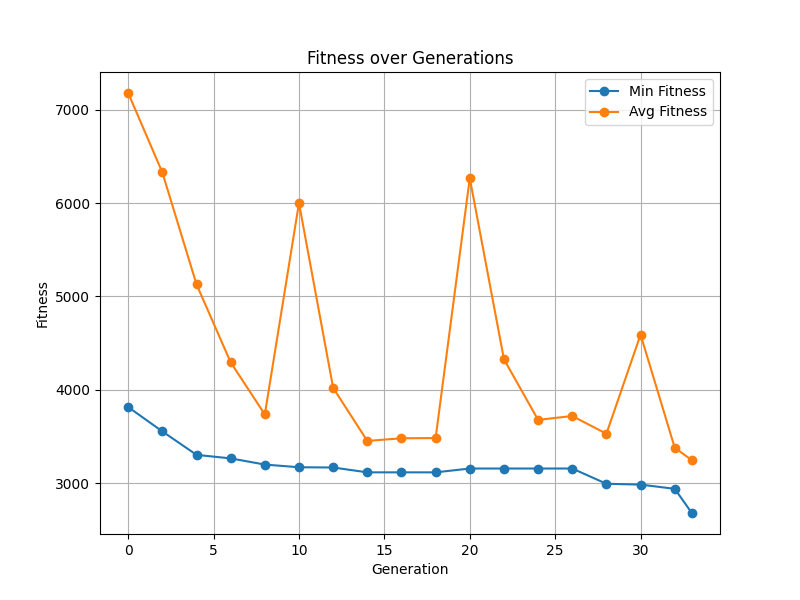 Fitness over Generations
Min Fitness
Avg Fitness
7000
6000
5000
4000
3000
Fitness
0 5 10 15 20 25 30
Generation